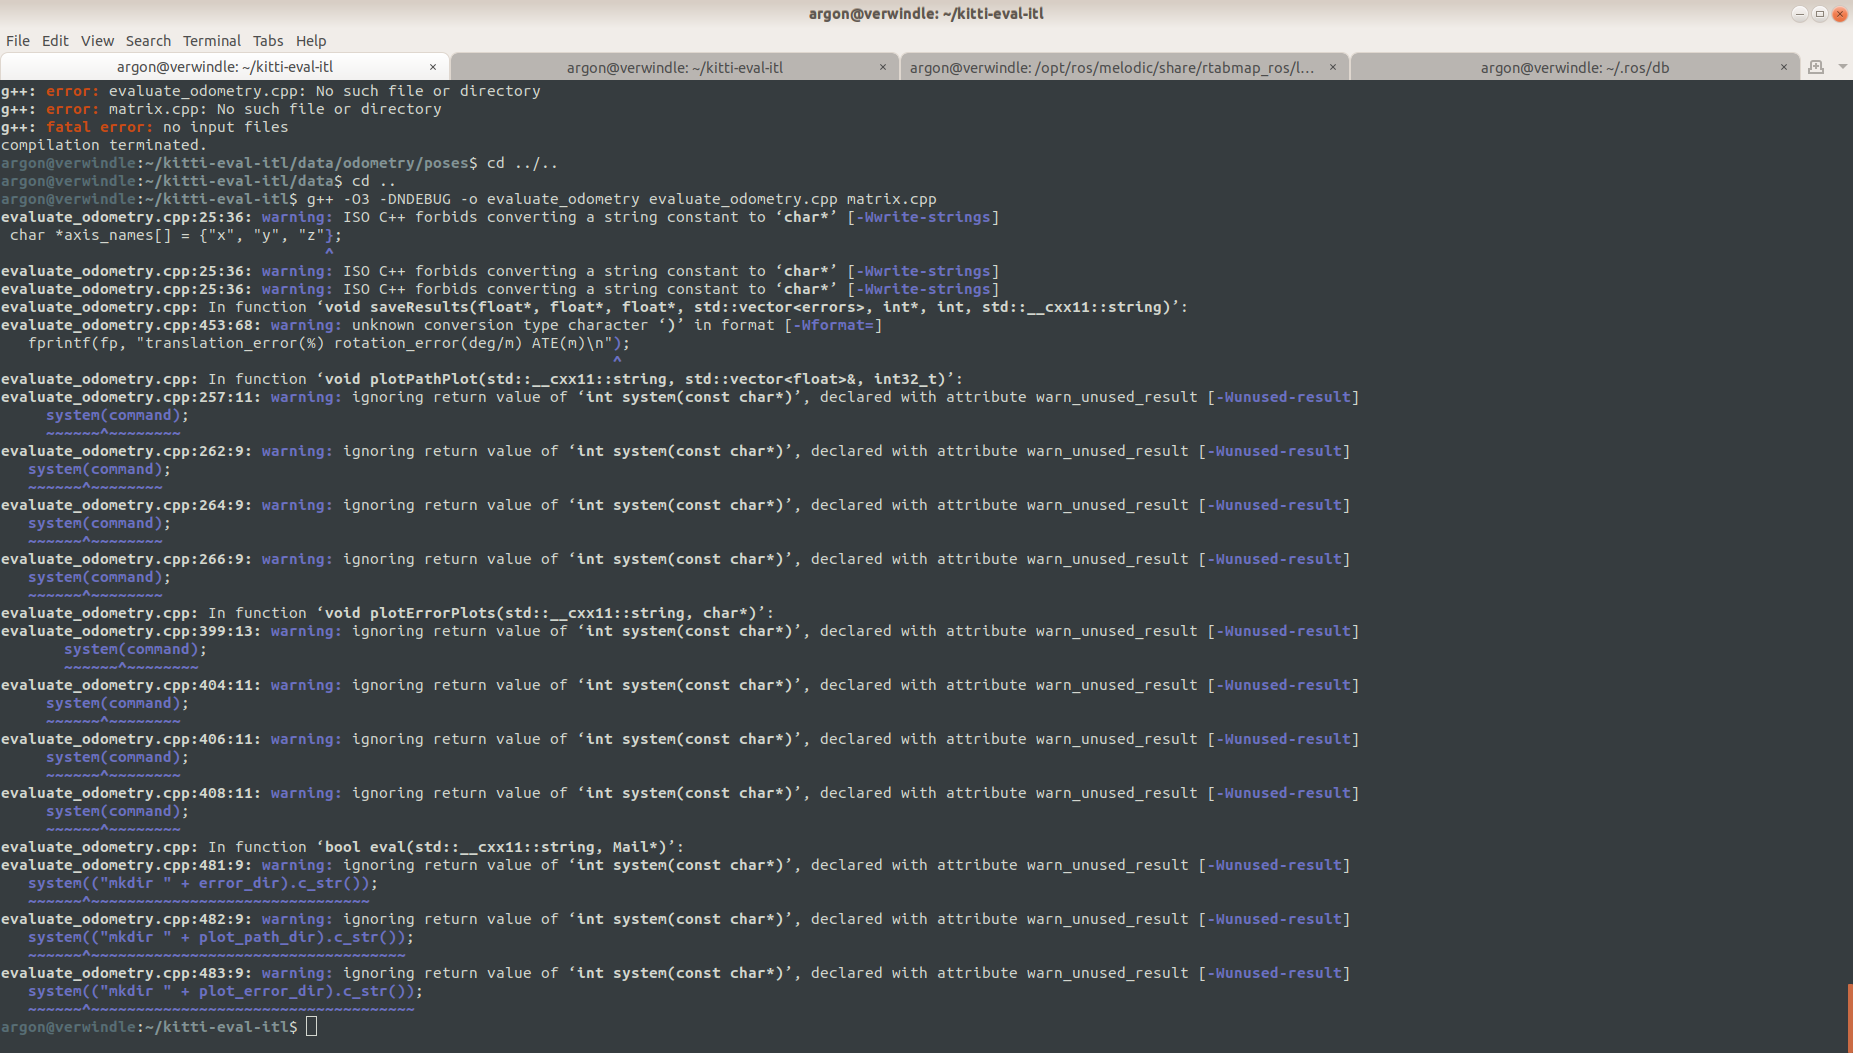 argon@verwindle: ~/kitti-eval-itl
File Edit View Search Terminal Tabs Help
argon@verwindle: ~/kitti-eval-itl × argon@verwindle: ~/kitti-eval-itl × argon@verwindle: /opt/ros/melodic/share/rtabmap_ros/l... × argon@verwindle: ~/.ros/db ×
g++: error: evaluate_odometry.cpp: No such file or directory
g++: error: matrix.cpp: No such file or directory
g++: fatal error: no input files
compilation terminated.
argon@verwindle:~/kitti-eval-itl/data/odometry/poses$ cd ../..
argon@verwindle:~/kitti-eval-itl/data$ cd ..
argon@verwindle:~/kitti-eval-itl$ g++ -O3 -DNDEBUG -o evaluate_odometry evaluate_odometry.cpp matrix.cpp
evaluate_odometry.cpp:25:36: warning: ISO C++ forbids converting a string constant to ‘char*’ [-Wwrite-strings]
 char *axis_names[] = {"x", "y", "z"};
                                    ^
evaluate_odometry.cpp:25:36: warning: ISO C++ forbids converting a string constant to ‘char*’ [-Wwrite-strings]
evaluate_odometry.cpp:25:36: warning: ISO C++ forbids converting a string constant to ‘char*’ [-Wwrite-strings]
evaluate_odometry.cpp: In function ‘void saveResults(float*, float*, float*, std::vector<errors>, int*, int, std::__cxx11::string)’:
evaluate_odometry.cpp:453:68: warning: unknown conversion type character ‘)’ in format [-Wformat=]
   fprintf(fp, "translation_error(%) rotation_error(deg/m) ATE(m)\n");
                                                                    ^
evaluate_odometry.cpp: In function ‘void plotPathPlot(std::__cxx11::string, std::vector<float>&, int32_t)’:
evaluate_odometry.cpp:257:11: warning: ignoring return value of ‘int system(const char*)’, declared with attribute warn_unused_result [-Wunused-result]
     system(command);
     ~~~~~~^~~~~~~~~
evaluate_odometry.cpp:262:9: warning: ignoring return value of ‘int system(const char*)’, declared with attribute warn_unused_result [-Wunused-result]
   system(command);
   ~~~~~~^~~~~~~~~
evaluate_odometry.cpp:264:9: warning: ignoring return value of ‘int system(const char*)’, declared with attribute warn_unused_result [-Wunused-result]
   system(command);
   ~~~~~~^~~~~~~~~
evaluate_odometry.cpp:266:9: warning: ignoring return value of ‘int system(const char*)’, declared with attribute warn_unused_result [-Wunused-result]
   system(command);
   ~~~~~~^~~~~~~~~
evaluate_odometry.cpp: In function ‘void plotErrorPlots(std::__cxx11::string, char*)’:
evaluate_odometry.cpp:399:13: warning: ignoring return value of ‘int system(const char*)’, declared with attribute warn_unused_result [-Wunused-result]
       system(command);
       ~~~~~~^~~~~~~~~
evaluate_odometry.cpp:404:11: warning: ignoring return value of ‘int system(const char*)’, declared with attribute warn_unused_result [-Wunused-result]
     system(command);
     ~~~~~~^~~~~~~~~
evaluate_odometry.cpp:406:11: warning: ignoring return value of ‘int system(const char*)’, declared with attribute warn_unused_result [-Wunused-result]
     system(command);
     ~~~~~~^~~~~~~~~
evaluate_odometry.cpp:408:11: warning: ignoring return value of ‘int system(const char*)’, declared with attribute warn_unused_result [-Wunused-result]
     system(command);
     ~~~~~~^~~~~~~~~
evaluate_odometry.cpp: In function ‘bool eval(std::__cxx11::string, Mail*)’:
evaluate_odometry.cpp:481:9: warning: ignoring return value of ‘int system(const char*)’, declared with attribute warn_unused_result [-Wunused-result]
   system(("mkdir " + error_dir).c_str());
   ~~~~~~^~~~~~~~~~~~~~~~~~~~~~~~~~~~~~~~
evaluate_odometry.cpp:482:9: warning: ignoring return value of ‘int system(const char*)’, declared with attribute warn_unused_result [-Wunused-result]
   system(("mkdir " + plot_path_dir).c_str());
   ~~~~~~^~~~~~~~~~~~~~~~~~~~~~~~~~~~~~~~~~~~
evaluate_odometry.cpp:483:9: warning: ignoring return value of ‘int system(const char*)’, declared with attribute warn_unused_result [-Wunused-result]
   system(("mkdir " + plot_error_dir).c_str());
   ~~~~~~^~~~~~~~~~~~~~~~~~~~~~~~~~~~~~~~~~~~~
argon@verwindle:~/kitti-eval-itl$